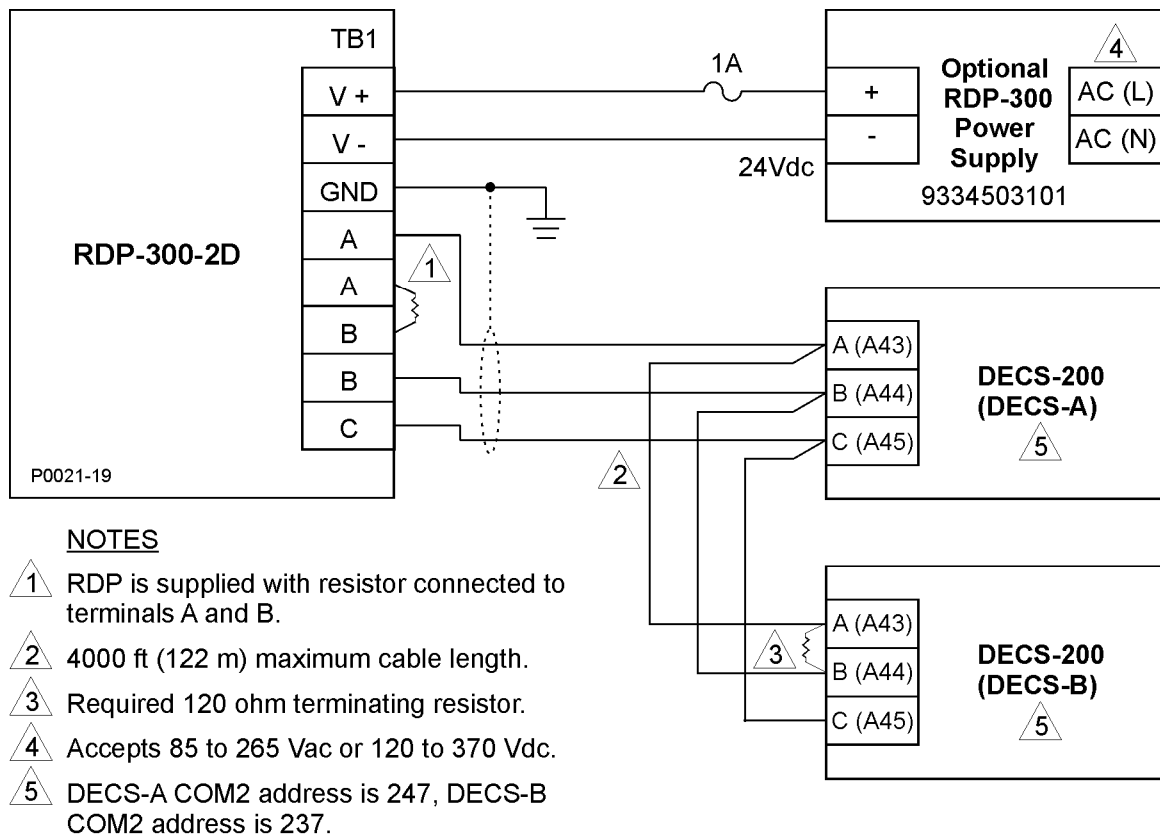 TB1
V +
V -
GND
A
A
B
B
C
RDP-300-2D
P0021-19
1A
24Vdc
+
-
Optional
RDP-300
Power
Supply
9334503101
4
AC (L)
AC (N)
1
2
A (A43)
B (A44)
C (A45)
DECS-200
(DECS-A)
5
3
A (A43)
B (A44)
C (A45)
DECS-200
(DECS-B)
5
NOTES
1 RDP is supplied with resistor connected to
terminals A and B.
2 4000 ft (122 m) maximum cable length.
3 Required 120 ohm terminating resistor.
4 Accepts 85 to 265 Vac or 120 to 370 Vdc.
5 DECS-A COM2 address is 247, DECS-B
COM2 address is 237.